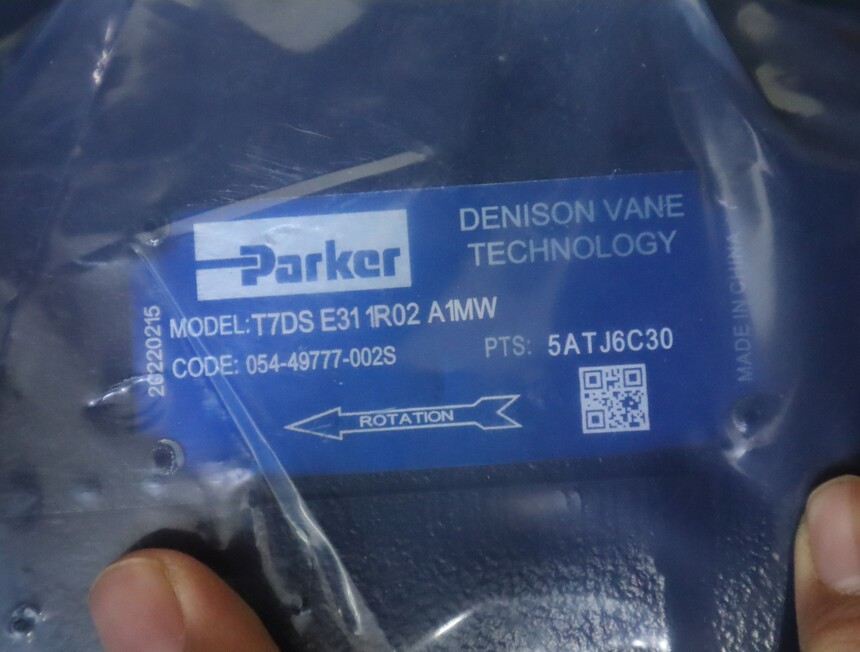 Parker
DENISON VANE
TECHNOLOGY
MODEL:T7DS E31 1R02 A1MW
CODE: 054-49777-002S
PTS: 5ATJ6C30
ROTATION
20220215
MADE IN CHINA